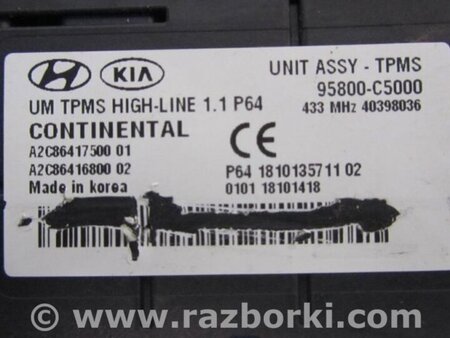 KIA
UNIT ASSY - TPMS
UM TPMS HIGH-LINE 1.1 P64
95800-C5000
433 MHz 40398036
CONTINENTAL
CE
A2C86417500 01
A2C86416800 02
P64 1810135711 02
Made in korea
0101 18101418
© www.razborki.com